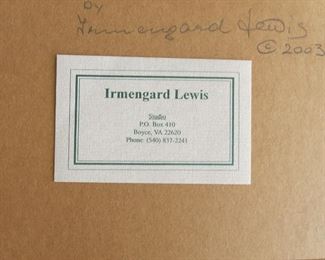 by
Irmengard Lewis
© 2003
Irmengard Lewis
Studio
P.O. Box 410
Boyce, VA 22620
Phone (540) 837-2241